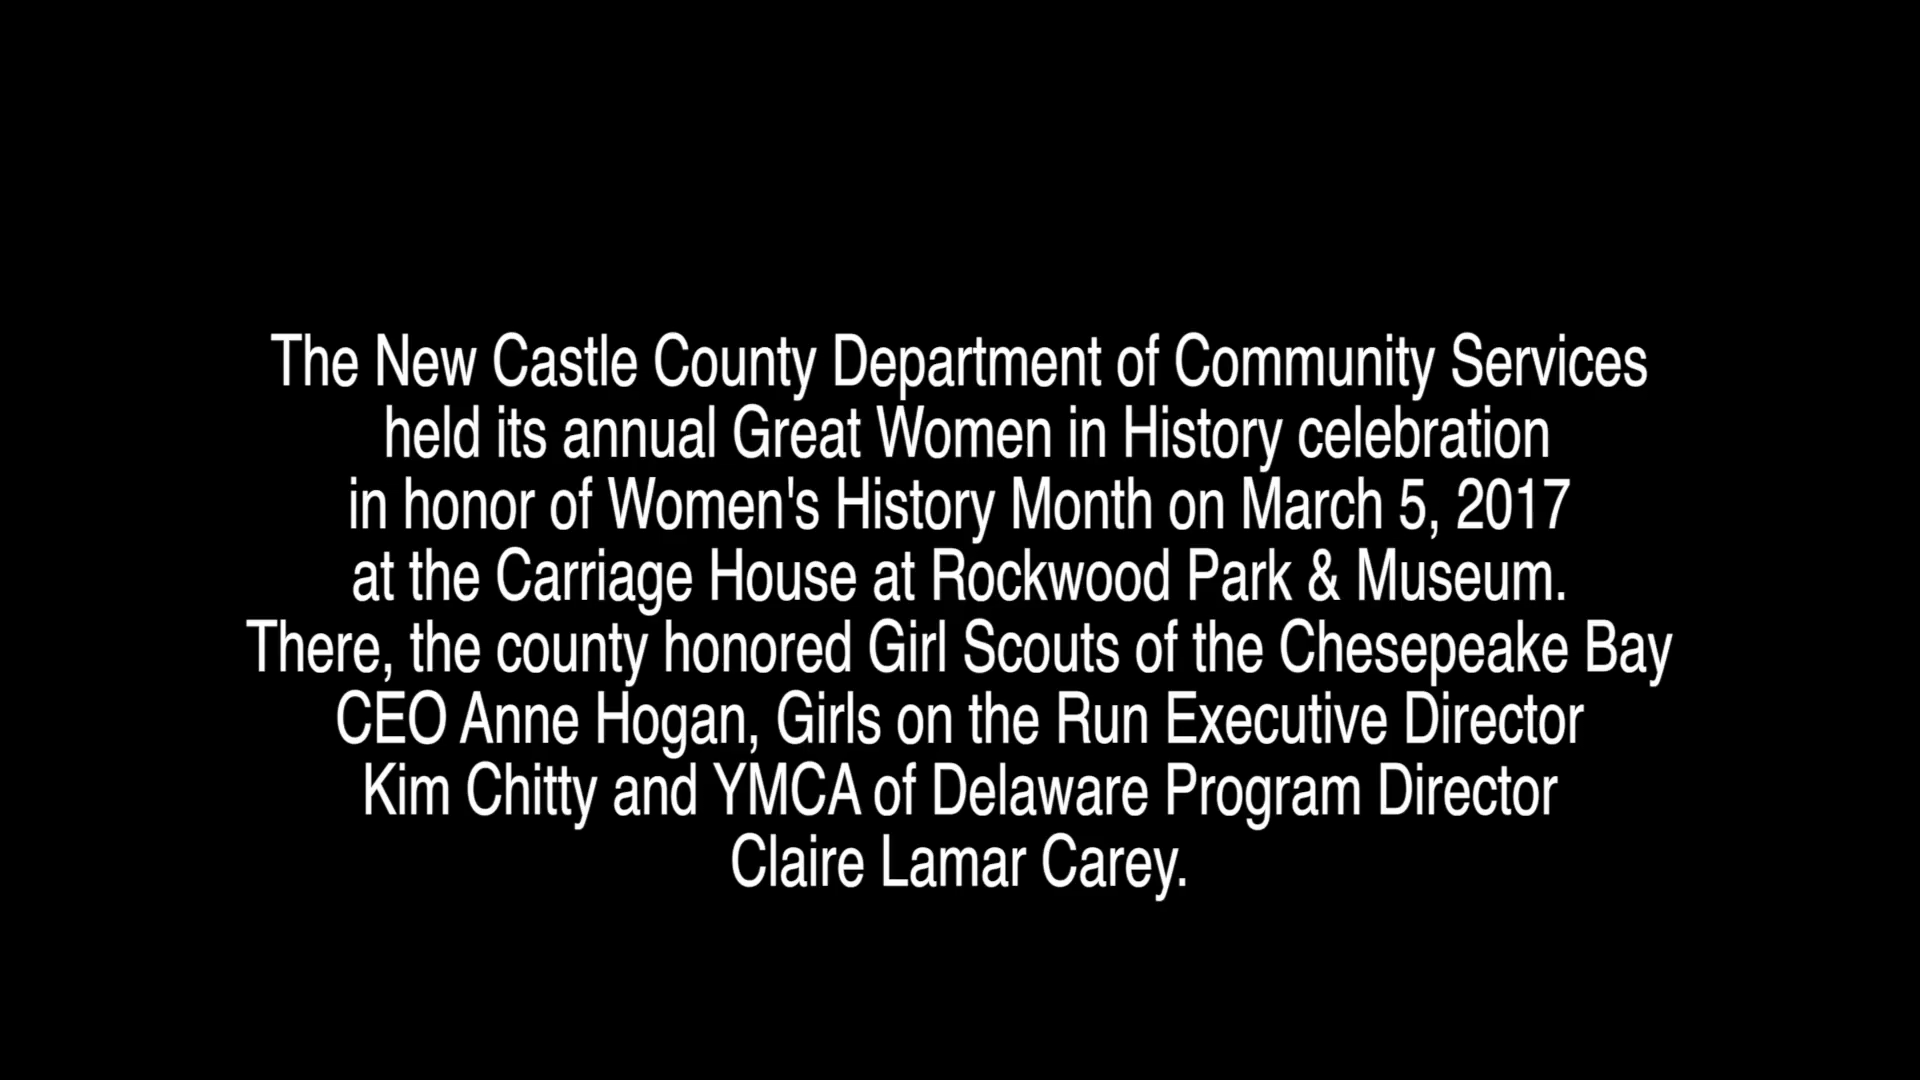 The New Castle County Department of Community Services
held its annual Great Women in History celebration
in honor of Women's History Month on March 5, 2017
at the Carriage House at Rockwood Park & Museum.
There, the county honored Girl Scouts of the Chesepeake Bay
CEO Anne Hogan, Girls on the Run Executive Director
Kim Chitty and YMCA of Delaware Program Director
Claire Lamar Carey.